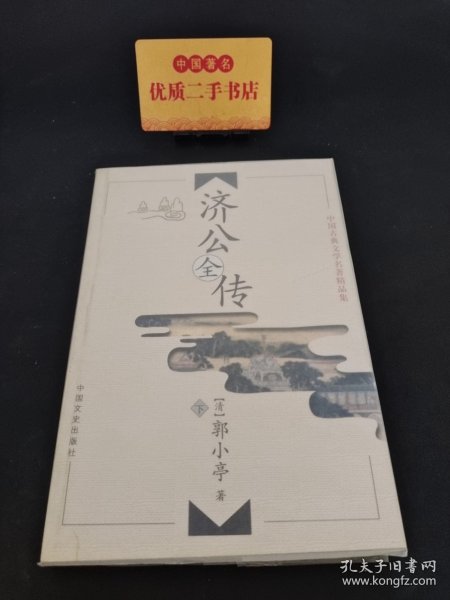 中国著名
优质二手书店
济公全传
中国古典文学名著精品集
下
【清】郭小亭 著
中国文史出版社
孔夫子旧书网
www.kongfz.com